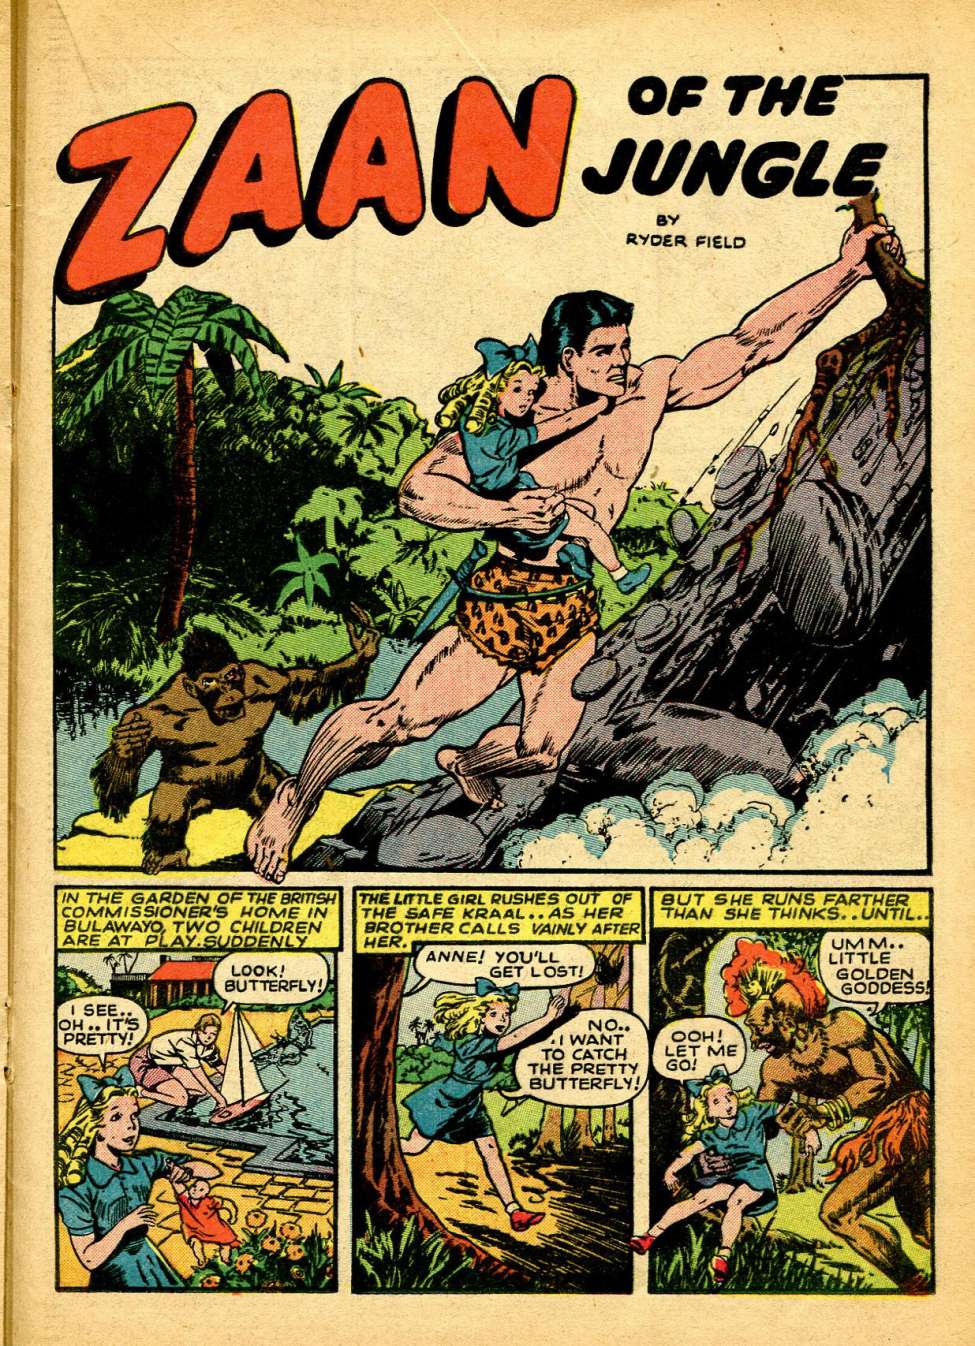 ZAAN
OF THE
JUNGLE
BY
RYDER FIELD
IN THE GARDEN OF THE BRITISH
COMMISSIONER'S HOME IN
BULAWAYO, TWO CHILDREN
ARE AT PLAY. SUDDENLY
LOOK!
BUTTERFLY!
I SEE..
OH.. IT'S
PRETTY!
THE LITTLE GIRL RUSHES OUT OF
THE SAFE KRAAL.. AS HER
BROTHER CALLS VAINLY AFTER
HER..
ANNE! YOU'LL
GET LOST!
NO..
I WANT
TO CATCH
THE PRETTY
BUTTERFLY!
BUT SHE RUNS FARTHER
THAN SHE THINKS..UNTIL..
UMM..
LITTLE
GOLDEN
GODDESS!
OOH!
LET ME
GO!